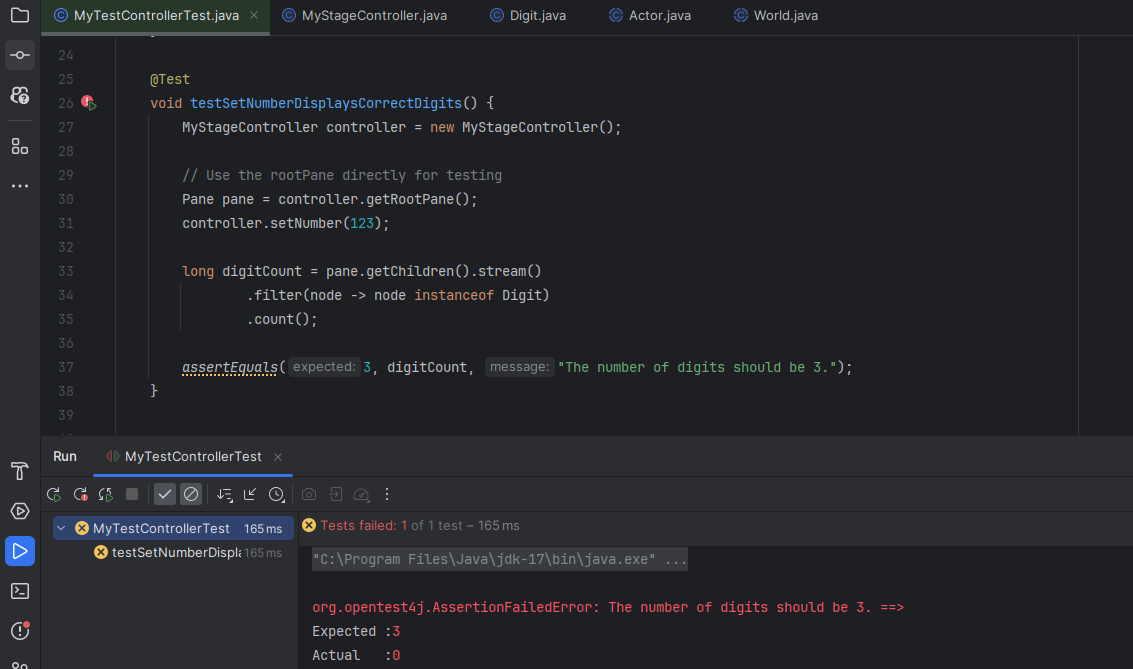 MyTestControllerTest.java MyStageController.java Digit.java Actor.java World.java
24
25 @Test
26 void testSetNumberDisplaysCorrectDigits() {
27 MyStageController controller = new MyStageController();
28
29 // Use the rootPane directly for testing
30 Pane pane = controller.getRootPane();
31 controller.setNumber(123);
32
33 long digitCount = pane.getChildren().stream()
34 .filter(node -> node instanceof Digit)
35 .count();
36
37 assertEquals( expected: 3, digitCount, message: "The number of digits should be 3.");
38 }
39
Run MyTestControllerTest
MyTestControllerTest 165 ms
testSetNumberDispla 165 ms
Tests failed: 1 of 1 test – 165 ms
"C:\Program Files\Java\jdk-17\bin\java.exe" ...
org.opentest4j.AssertionFailedError: The number of digits should be 3. ==>
Expected :3
Actual :0